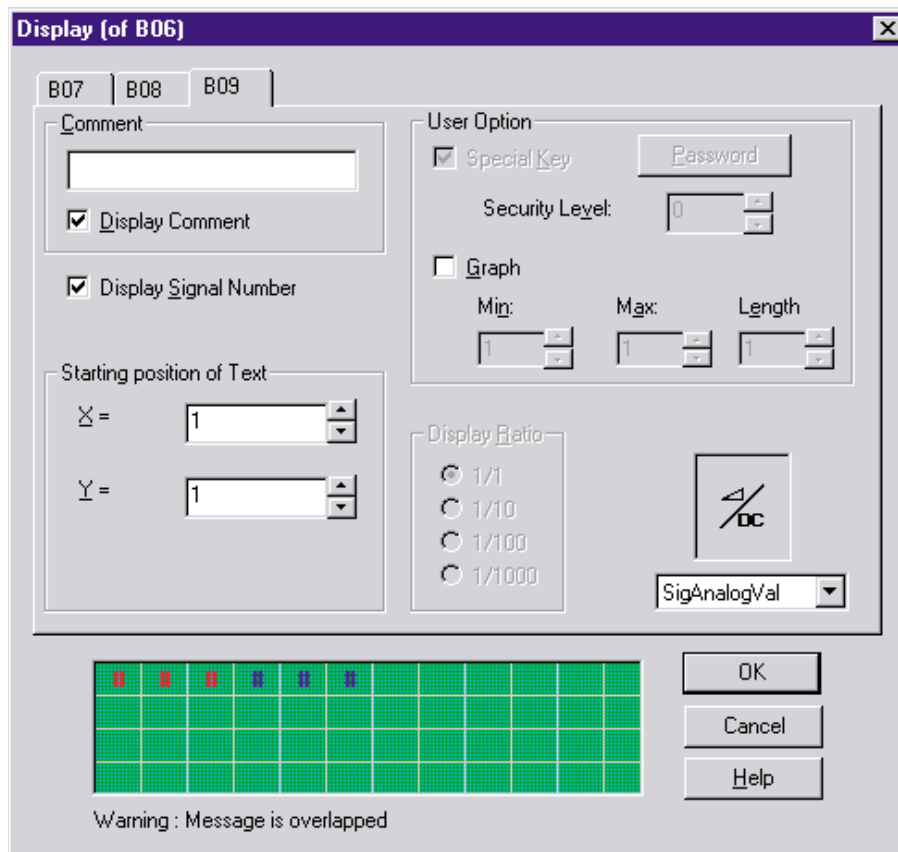 Display (of B06)
B07 B08 B09
Comment
Display Comment
Display Signal Number
Starting position of Text
X = 1
Y = 1
User Option
Special Key Password
Security Level: 0
Graph
Min: Max: Length
1 1 1
Display Ratio
1/1
1/10
1/100
1/1000
DC
SigAnalogVal
# # # # # #
Warning : Message is overlapped
OK
Cancel
Help